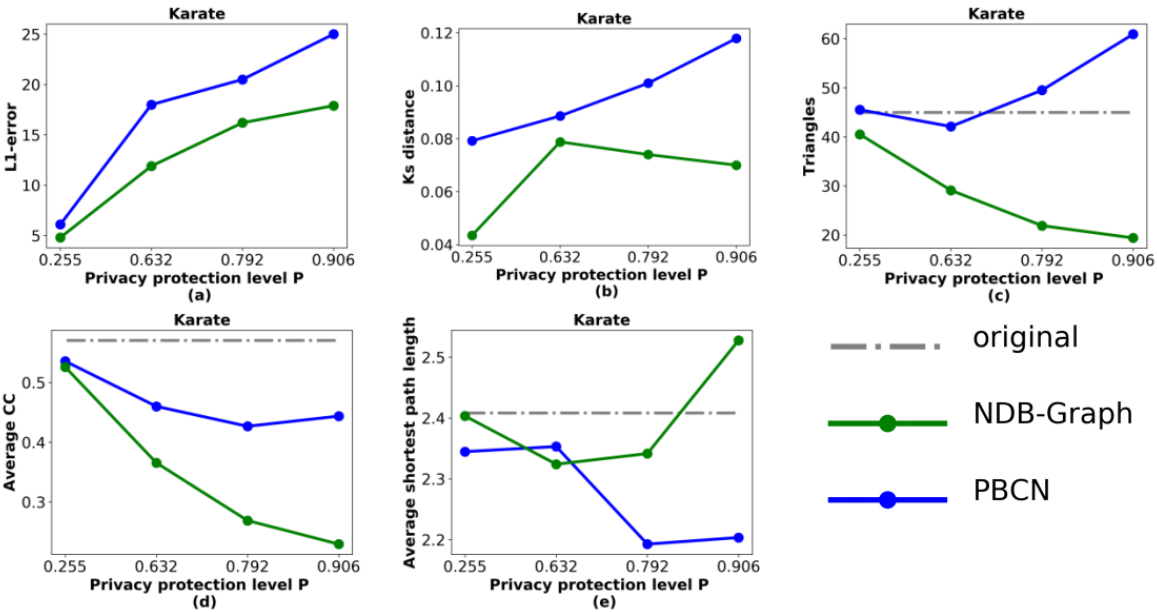 Karate
25
20
15
10
5
L1-error
0.255 0.632 0.792 0.906
Privacy protection level P
(a)
Karate
0.12
0.10
0.08
0.06
0.04
Ks distance
0.255 0.632 0.792 0.906
Privacy protection level P
(b)
Karate
60
50
40
30
20
Triangles
0.255 0.632 0.792 0.906
Privacy protection level P
(c)
Karate
0.5
0.4
0.3
Average CC
0.255 0.632 0.792 0.906
Privacy protection level P
(d)
Karate
2.5
2.4
2.3
2.2
Average shortest path length
0.255 0.632 0.792 0.906
Privacy protection level P
(e)
original
NDB-Graph
PBCN